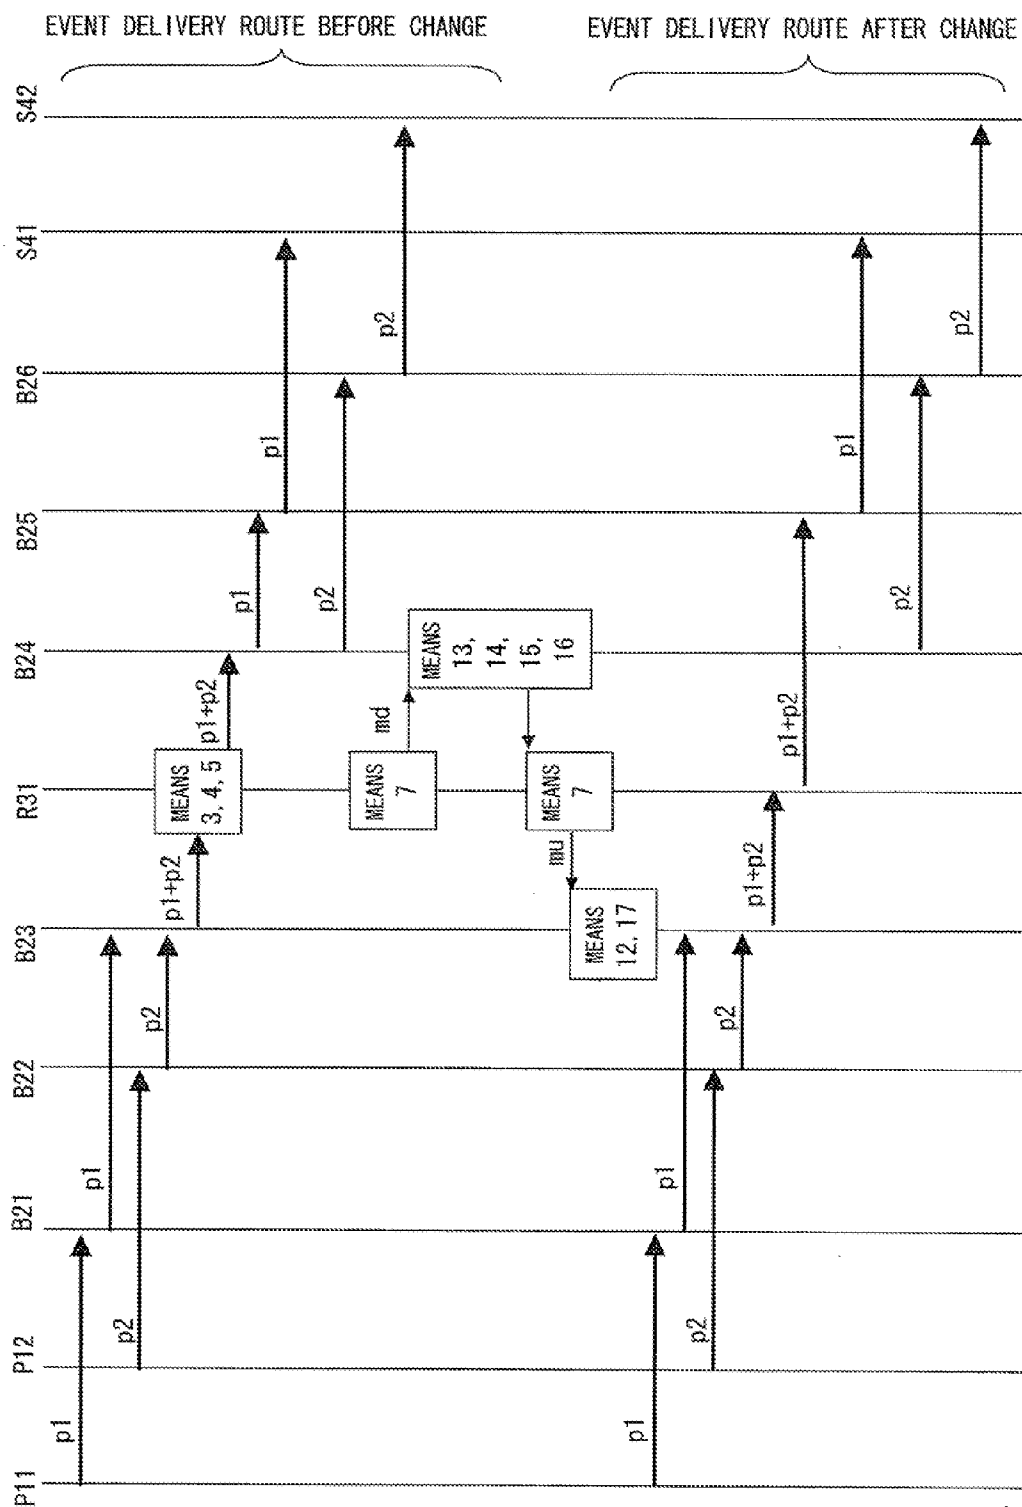 EVENT DELIVERY ROUTE BEFORE CHANGE
EVENT DELIVERY ROUTE AFTER CHANGE
P11
P12
B21
B22
B23
R31
B24
B25
B26
S41
S42
p1
p1
p2
p2
p1+p2
MEANS
3, 4, 5
p1+p2
p1
p1
p2
p2
MEANS
7
md
MEANS
13,
14,
15,
16
MEANS
7
mu
MEANS
12, 17
p1
p1
p2
p2
p1+p2
p1+p2
p1
p2
p2